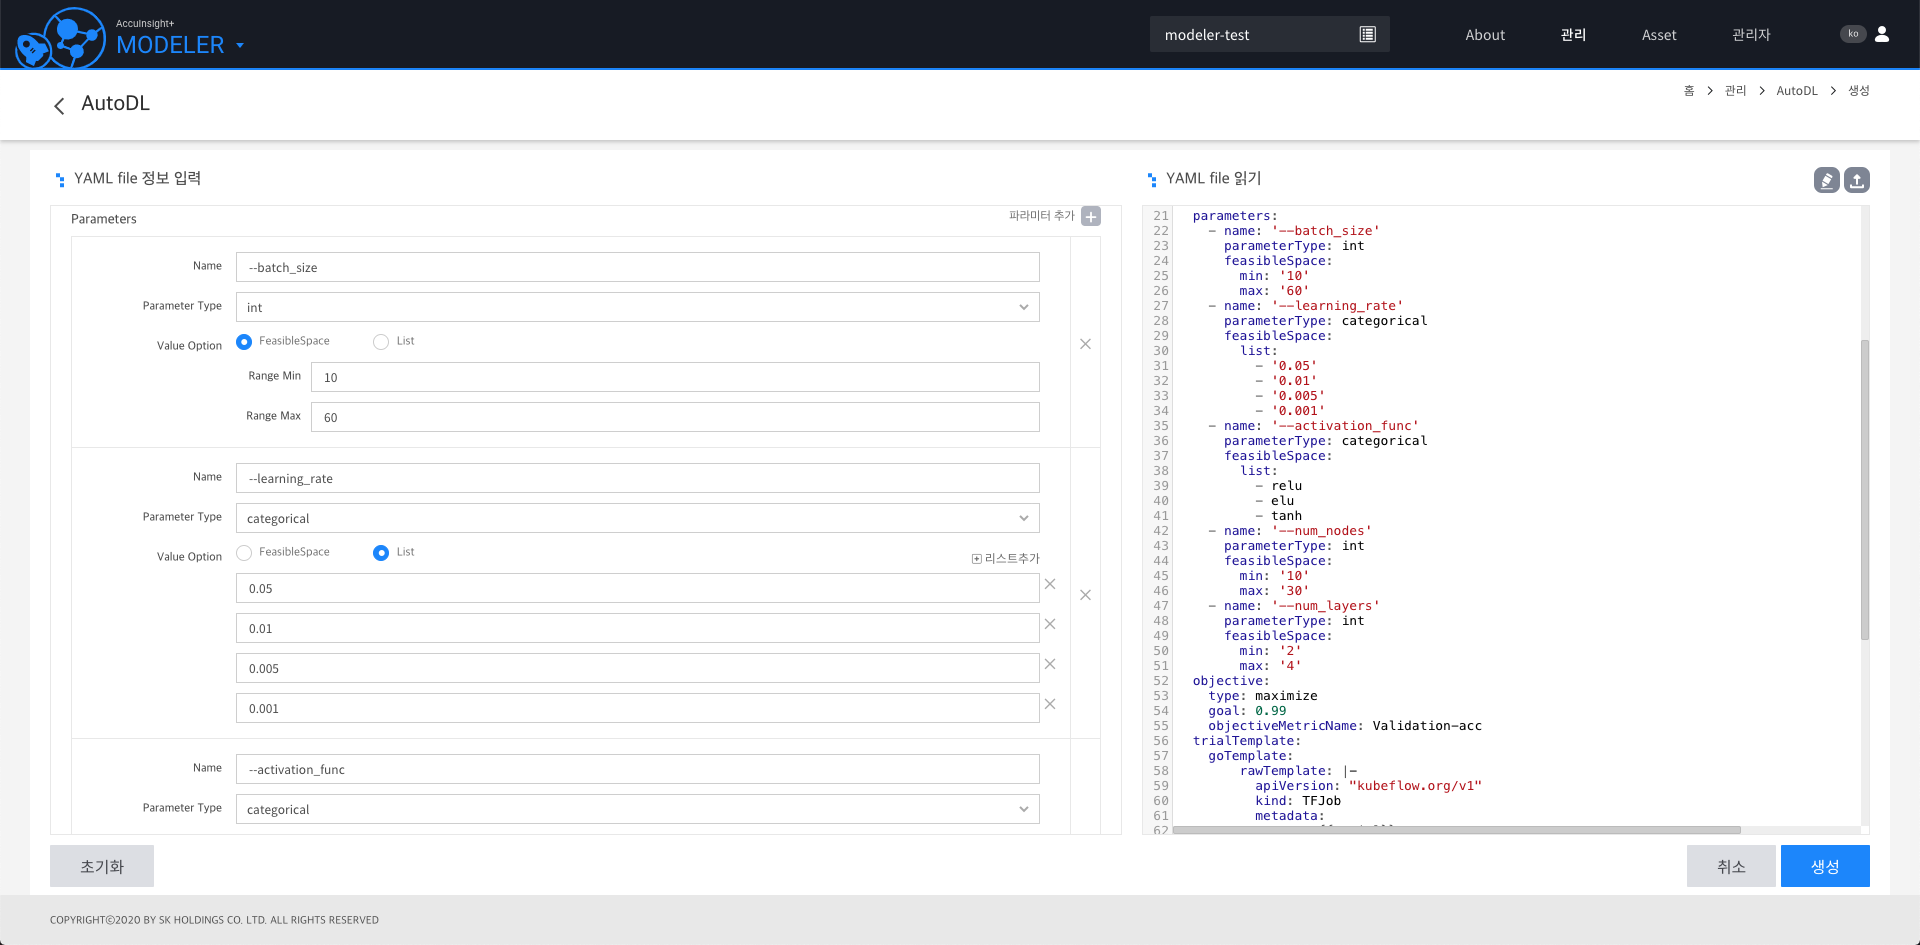 AccuInsight+
MODELER
modeler-test
About
관리
Asset
관리자
ko
AutoDL
홈 > 관리 > AutoDL > 생성
YAML file 정보 입력
Parameters
파라미터 추가
Name
--batch_size
Parameter Type
int
Value Option
FeasibleSpace
List
Range Min
10
Range Max
60
Name
--learning_rate
Parameter Type
categorical
Value Option
FeasibleSpace
List
리스트추가
0.05
0.01
0.005
0.001
Name
--activation_func
Parameter Type
categorical
YAML file 읽기
21 parameters:
22 - name: '--batch_size'
23 parameterType: int
24 feasibleSpace:
25 min: '10'
26 max: '60'
27 - name: '--learning_rate'
28 parameterType: categorical
29 feasibleSpace:
30 list:
31 - '0.05'
32 - '0.01'
33 - '0.005'
34 - '0.001'
35 - name: '--activation_func'
36 parameterType: categorical
37 feasibleSpace:
38 list:
39 - relu
40 - elu
41 - tanh
42 - name: '--num_nodes'
43 parameterType: int
44 feasibleSpace:
45 min: '10'
46 max: '30'
47 - name: '--num_layers'
48 parameterType: int
49 feasibleSpace:
50 min: '2'
51 max: '4'
52 objective:
53 type: maximize
54 goal: 0.99
55 objectiveMetricName: Validation-acc
56 trialTemplate:
57 goTemplate:
58 rawTemplate: |-
59 apiVersion: "kubeflow.org/v1"
60 kind: TFJob
61 metadata:
62
초기화
취소
생성
COPYRIGHT©2020 BY SK HOLDINGS CO. LTD. ALL RIGHTS RESERVED